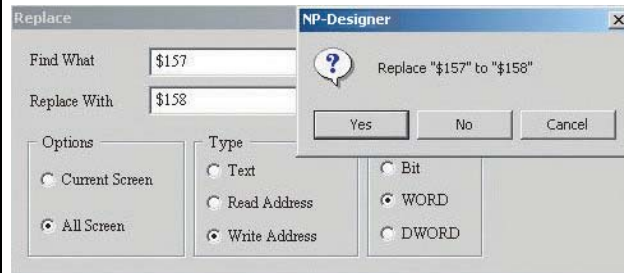 Replace
Find What
$157
Replace With
$158
Options
Current Screen
All Screen
Type
Text
Read Address
Write Address
Bit
WORD
DWORD
NP-Designer
Replace "$157" to "$158"
Yes No Cancel